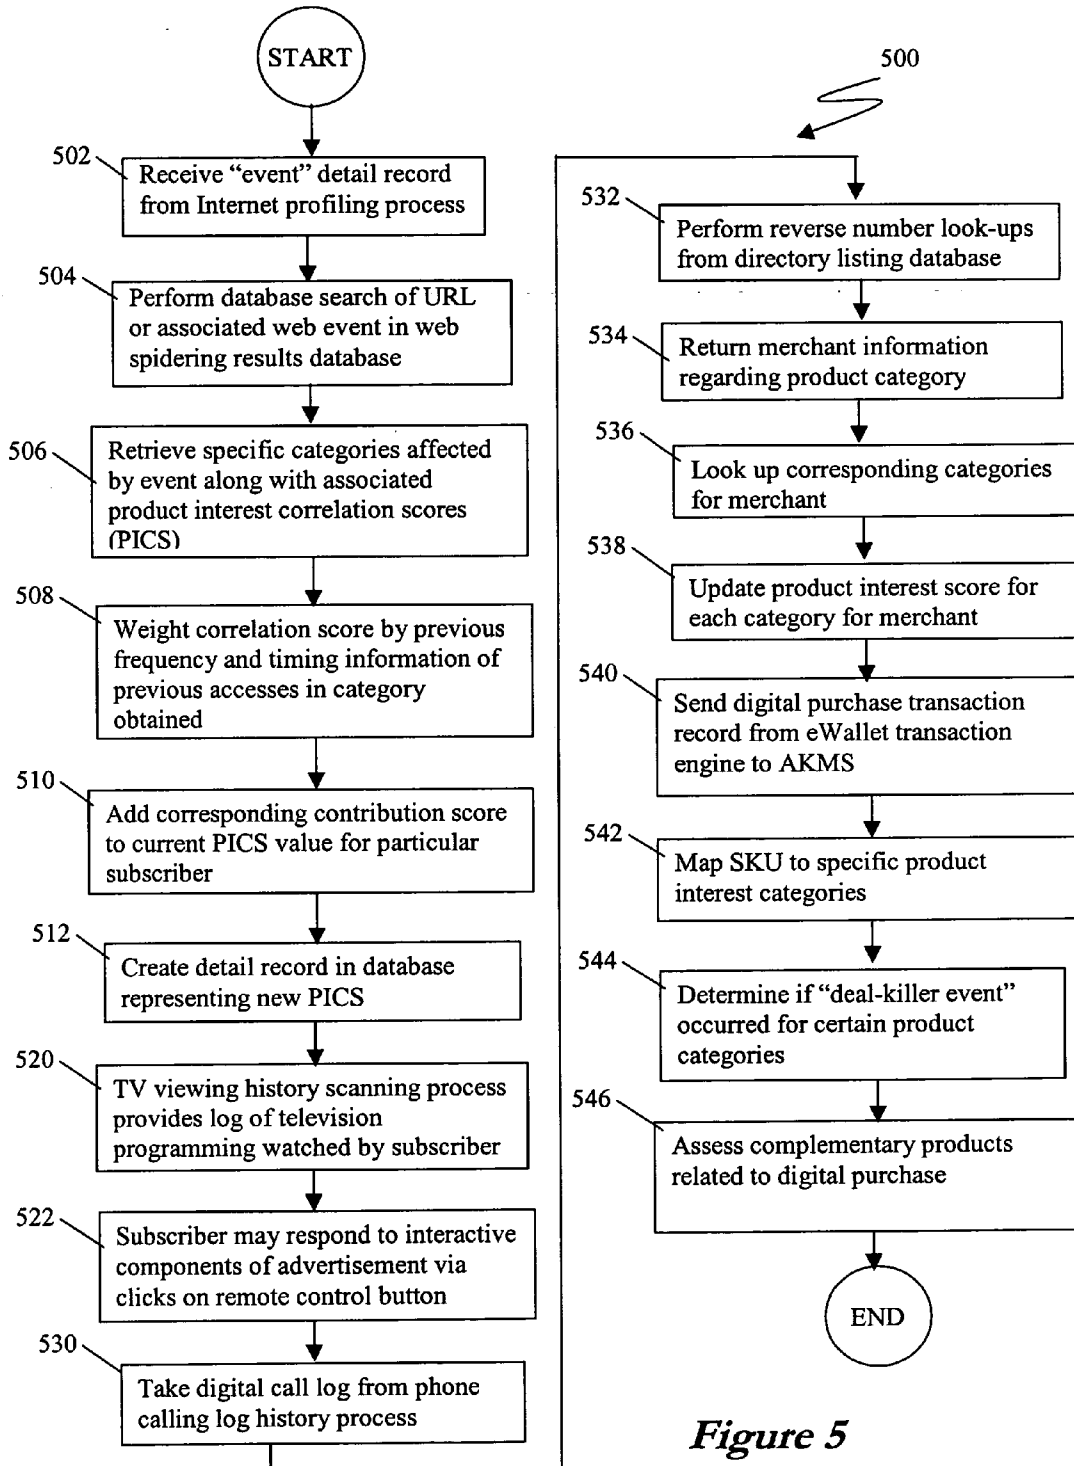 START
502
Receive “event” detail record
from Internet profiling process
504
Perform database search of URL
or associated web event in web
spidering results database
506
Retrieve specific categories affected
by event along with associated
product interest correlation scores
(PICS)
508
Weight correlation score by previous
frequency and timing information of
previous accesses in category
obtained
510
Add corresponding contribution score
to current PICS value for particular
subscriber
512
Create detail record in database
representing new PICS
520
TV viewing history scanning process
provides log of television
programming watched by subscriber
522
Subscriber may respond to interactive
components of advertisement via
clicks on remote control button
530
Take digital call log from phone
calling log history process
500
532
Perform reverse number look-ups
from directory listing database
534
Return merchant information
regarding product category
536
Look up corresponding categories
for merchant
538
Update product interest score for
each category for merchant
540
Send digital purchase transaction
record from eWallet transaction
engine to AKMS
542
Map SKU to specific product
interest categories
544
Determine if “deal-killer event”
occurred for certain product
categories
546
Assess complementary products
related to digital purchase
END
Figure 5